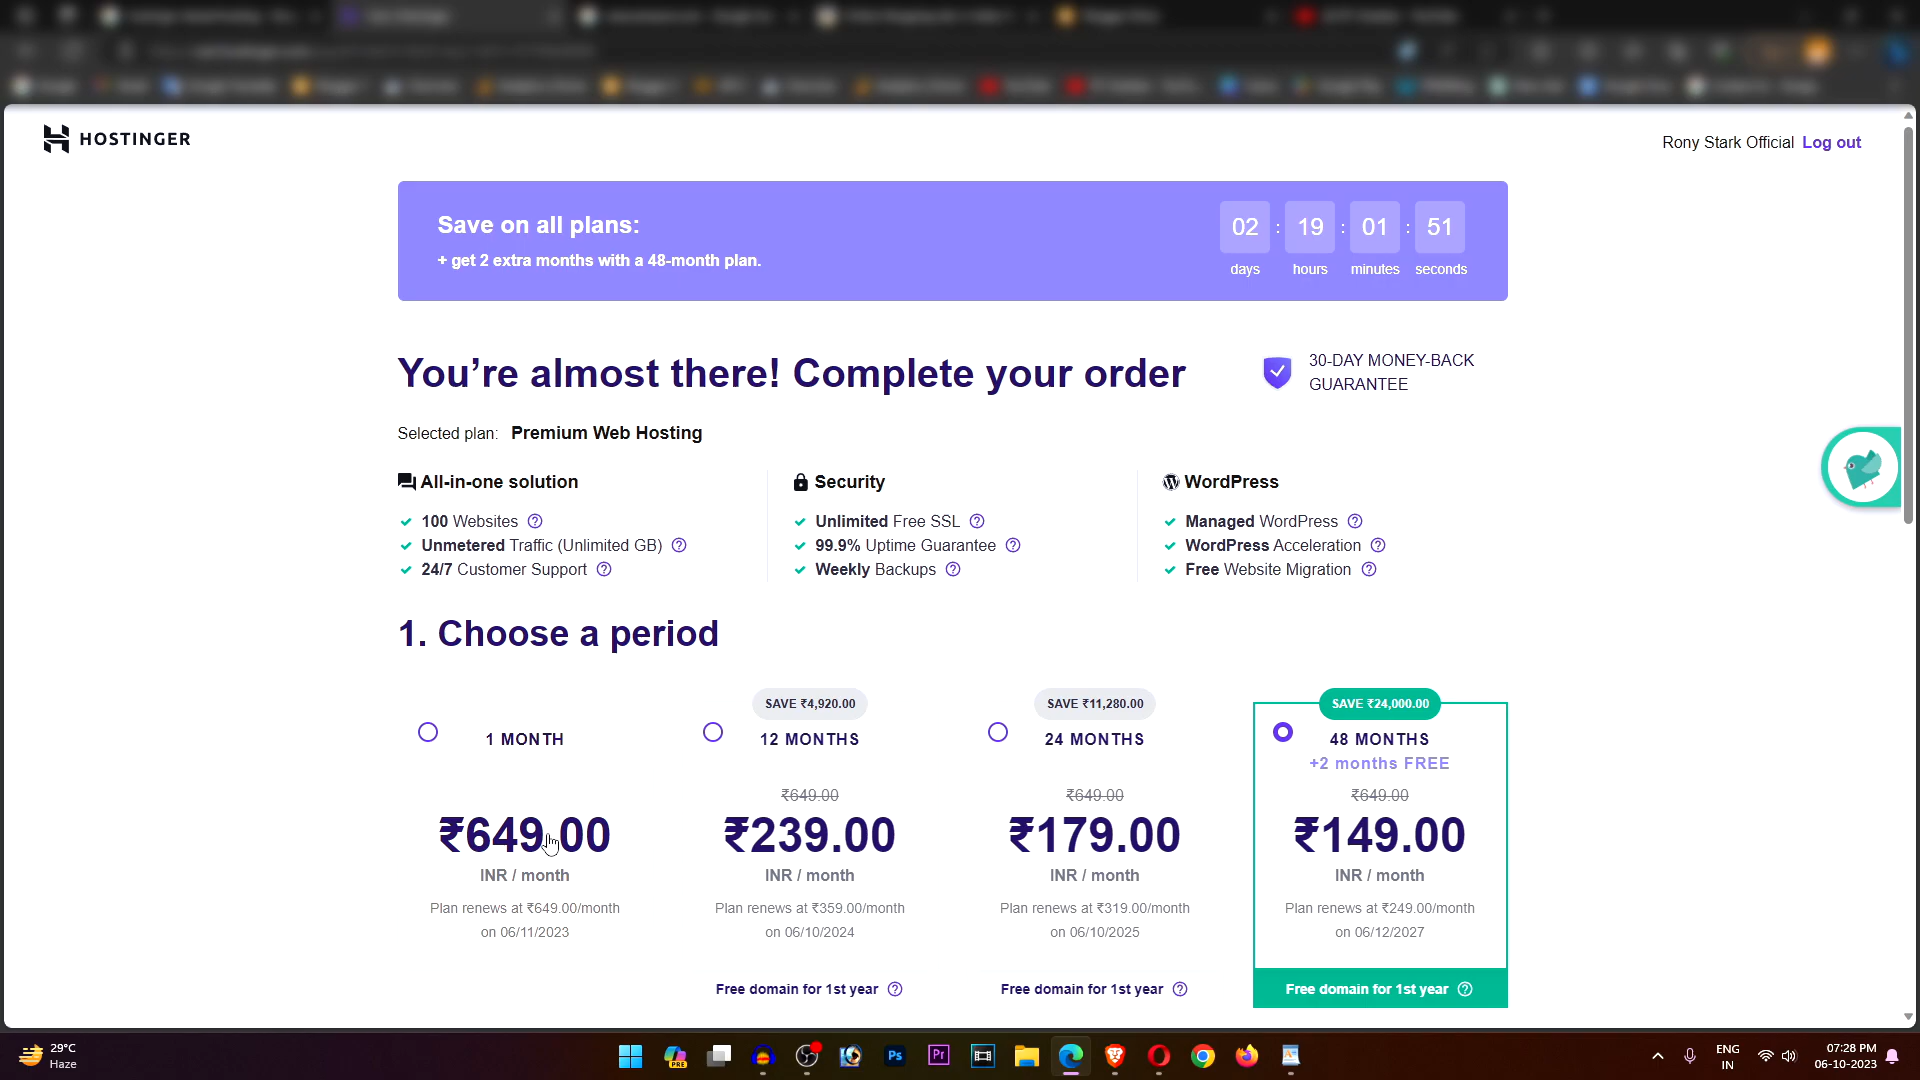 HOSTINGER
Rony Stark Official Log out
Save on all plans:
+ get 2 extra months with a 48-month plan.
02 : 19 : 01 : 51
days hours minutes seconds
You’re almost there! Complete your order
30-DAY MONEY-BACK
GUARANTEE
Selected plan: Premium Web Hosting
All-in-one solution
100 Websites
Unmetered Traffic (Unlimited GB)
24/7 Customer Support
Security
Unlimited Free SSL
99.9% Uptime Guarantee
Weekly Backups
WordPress
Managed WordPress
WordPress Acceleration
Free Website Migration
1. Choose a period
1 MONTH
₹649.00
INR / month
Plan renews at ₹649.00/month
on 06/11/2023
SAVE ₹4,920.00
12 MONTHS
₹649.00
₹239.00
INR / month
Plan renews at ₹359.00/month
on 06/10/2024
Free domain for 1st year
SAVE ₹11,280.00
24 MONTHS
₹649.00
₹179.00
INR / month
Plan renews at ₹319.00/month
on 06/10/2025
Free domain for 1st year
SAVE ₹24,000.00
48 MONTHS
+2 months FREE
₹649.00
₹149.00
INR / month
Plan renews at ₹249.00/month
on 06/12/2027
Free domain for 1st year
29°C
Haze
PRE
Ps
Pr
ENG
IN
07:28 PM
06-10-2023